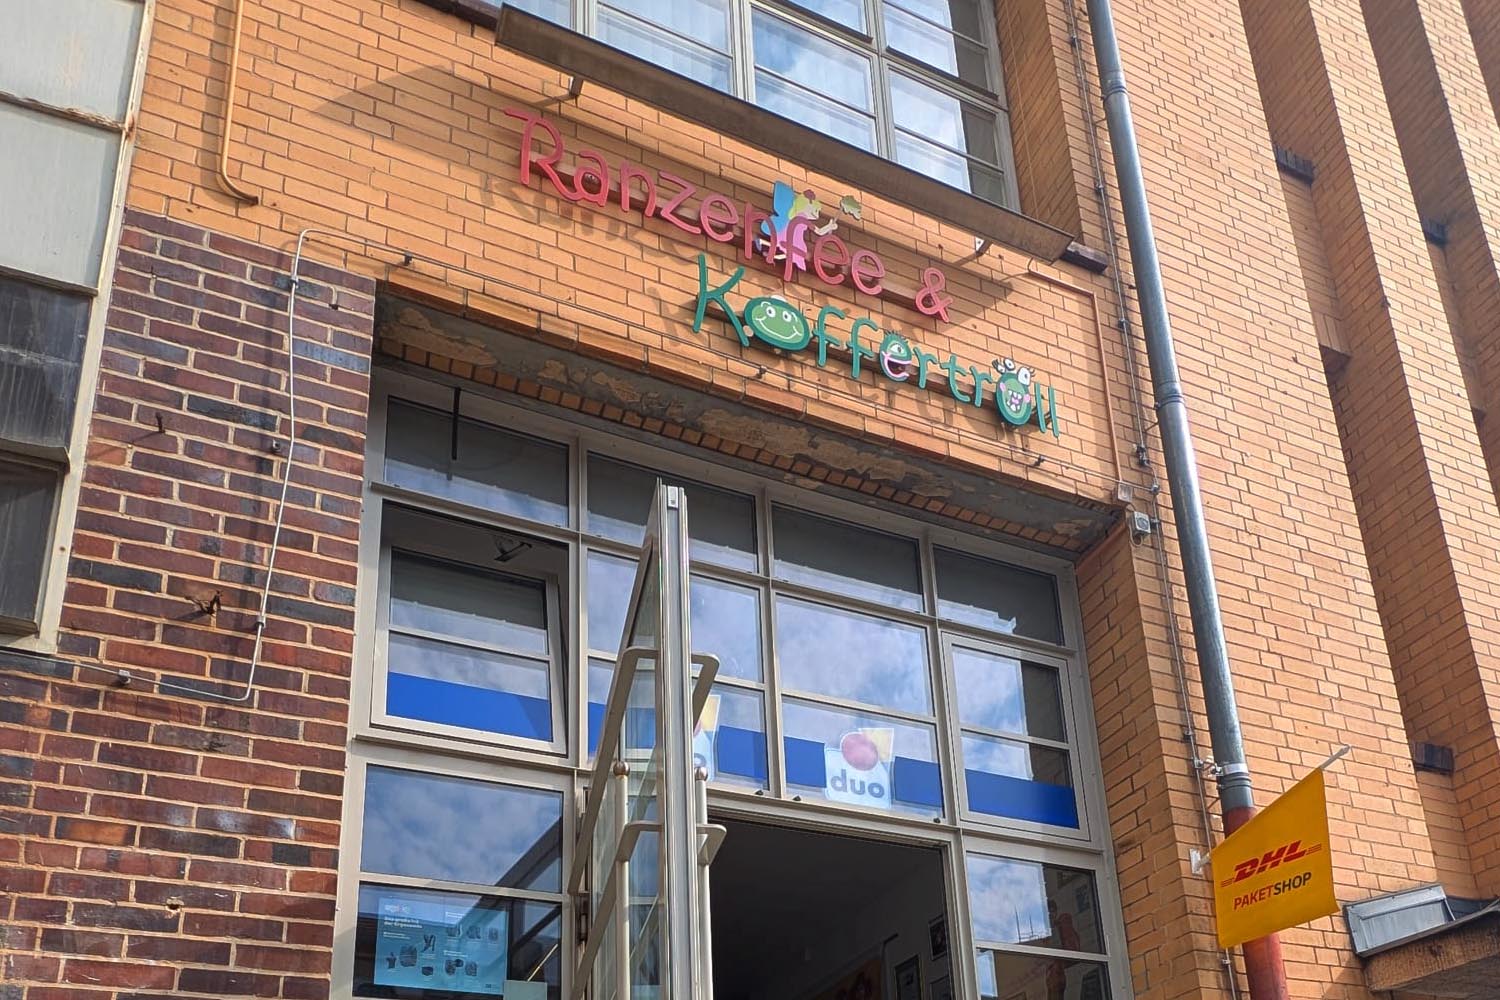 Ranzenfee &
Koffertroll
duo
DHL
PAKETSHOP